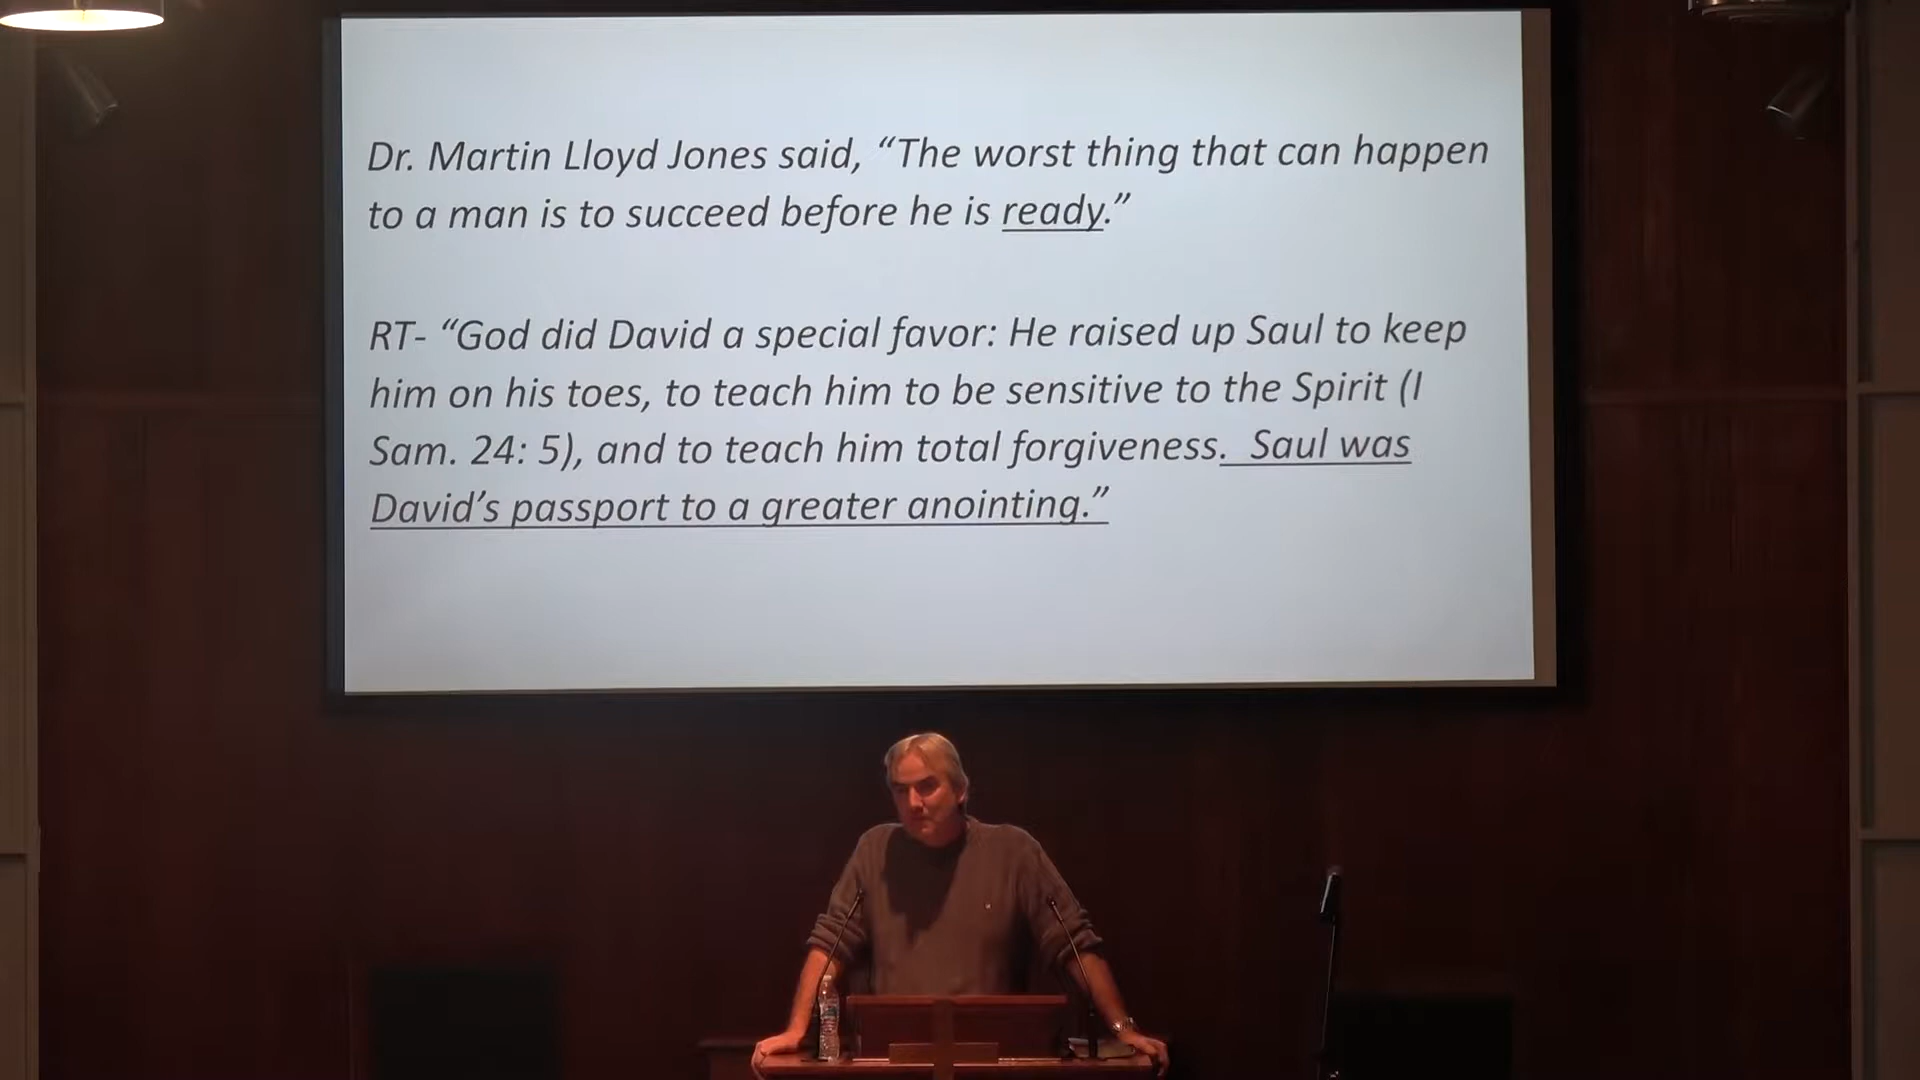 Dr. Martin Lloyd Jones said, “The worst thing that can happen
to a man is to succeed before he is ready.”
RT- “God did David a special favor: He raised up Saul to keep
him on his toes, to teach him to be sensitive to the Spirit (I
Sam. 24: 5), and to teach him total forgiveness.  Saul was
David’s passport to a greater anointing.”